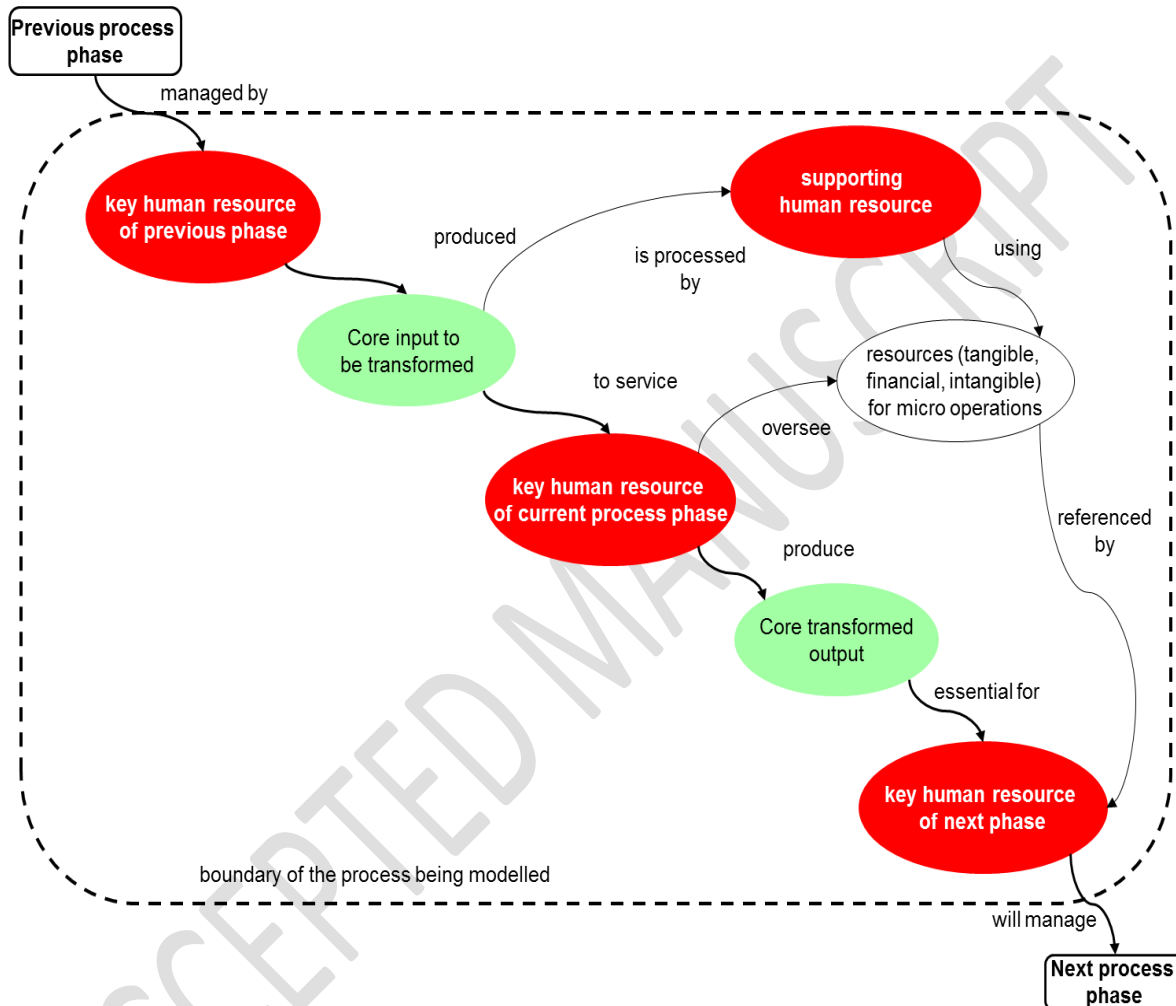 Previous process
phase
managed by
key human resource
of previous phase
supporting
human resource
produced
is processed
by
using
Core input to
be transformed
resources (tangible,
financial, intangible)
for micro operations
to service
oversee
key human resource
of current process phase
referenced
by
produce
Core transformed
output
essential for
key human resource
of next phase
boundary of the process being modelled
will manage
Next process
phase
SCEPTED MANUSCRIPT